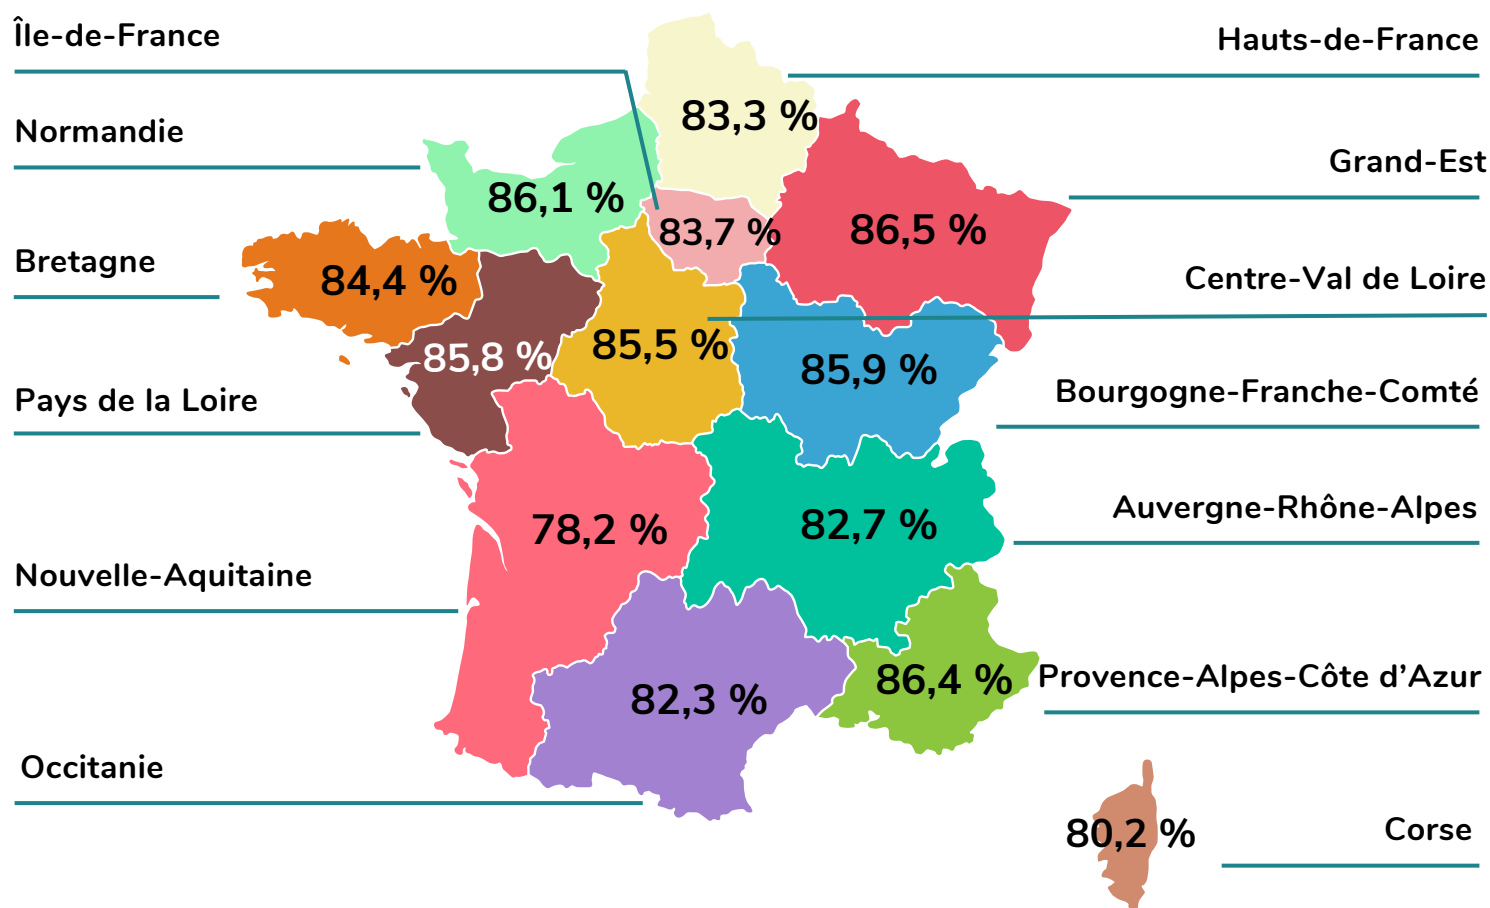 Île-de-France
Hauts-de-France
83,3 %
Normandie
Grand-Est
86,1 %
83,7 %
86,5 %
Bretagne
84,4 %
Centre-Val de Loire
85,8 %
85,5 %
85,9 %
Pays de la Loire
Bourgogne-Franche-Comté
78,2 %
82,7 %
Auvergne-Rhône-Alpes
Nouvelle-Aquitaine
82,3 %
86,4 %
Provence-Alpes-Côte d’Azur
Occitanie
80,2 %
Corse